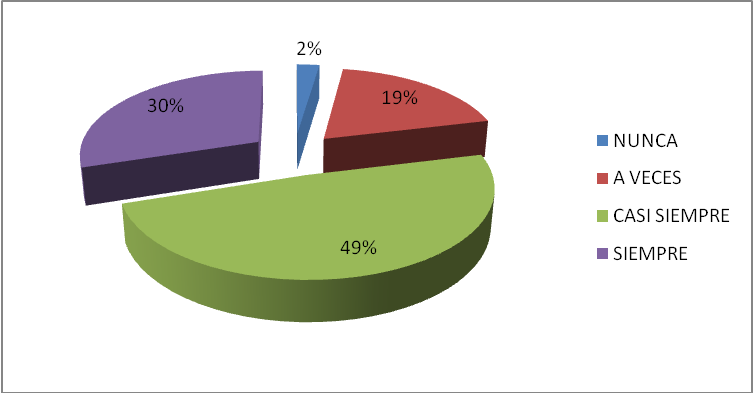 2%
19%
30%
49%
NUNCA
A VECES
CASI SIEMPRE
SIEMPRE